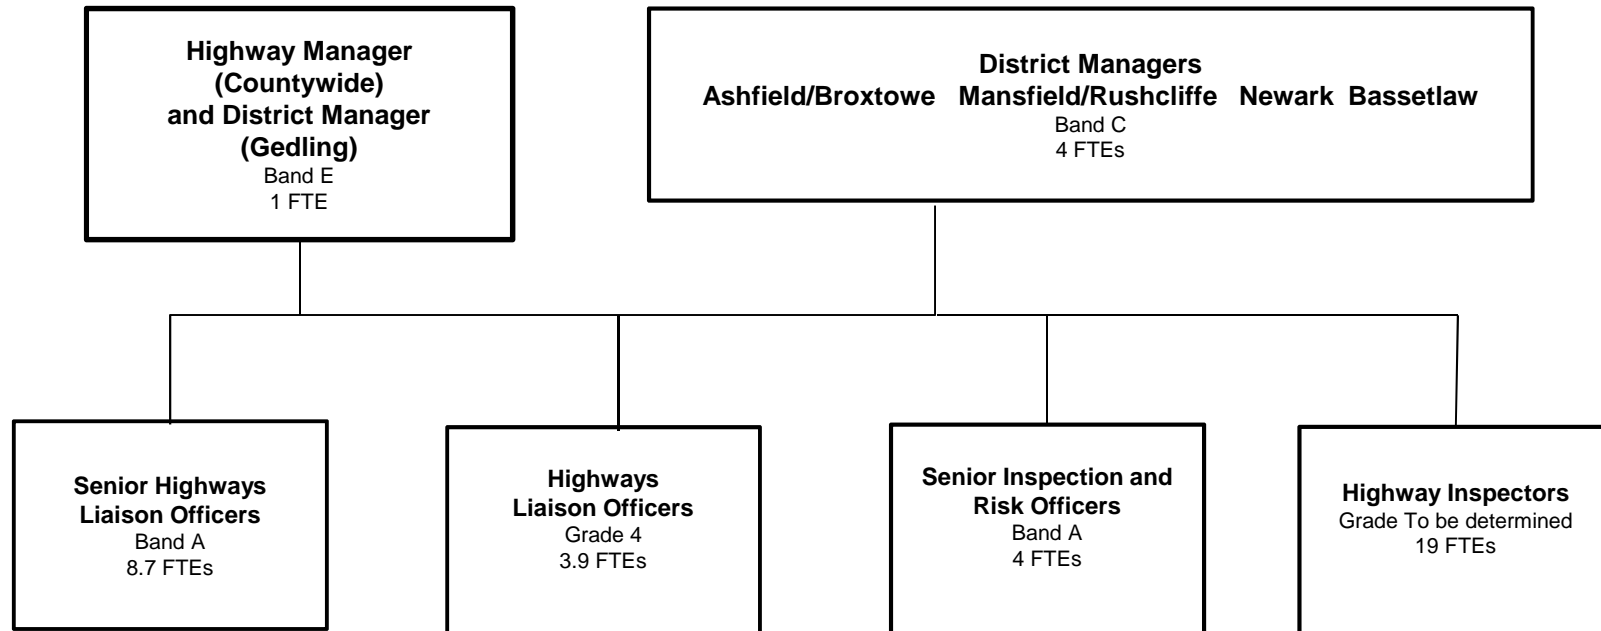 Highway Manager
(Countywide)
and District Manager
(Gedling)
Band E
1 FTE
District Managers
Ashfield/Broxtowe Mansfield/Rushcliffe Newark Bassetlaw
Band C
4 FTEs
Senior Highways
Liaison Officers
Band A
8.7 FTEs
Highways
Liaison Officers
Grade 4
3.9 FTEs
Senior Inspection and
Risk Officers
Band A
4 FTEs
Highway Inspectors
Grade To be determined
19 FTEs